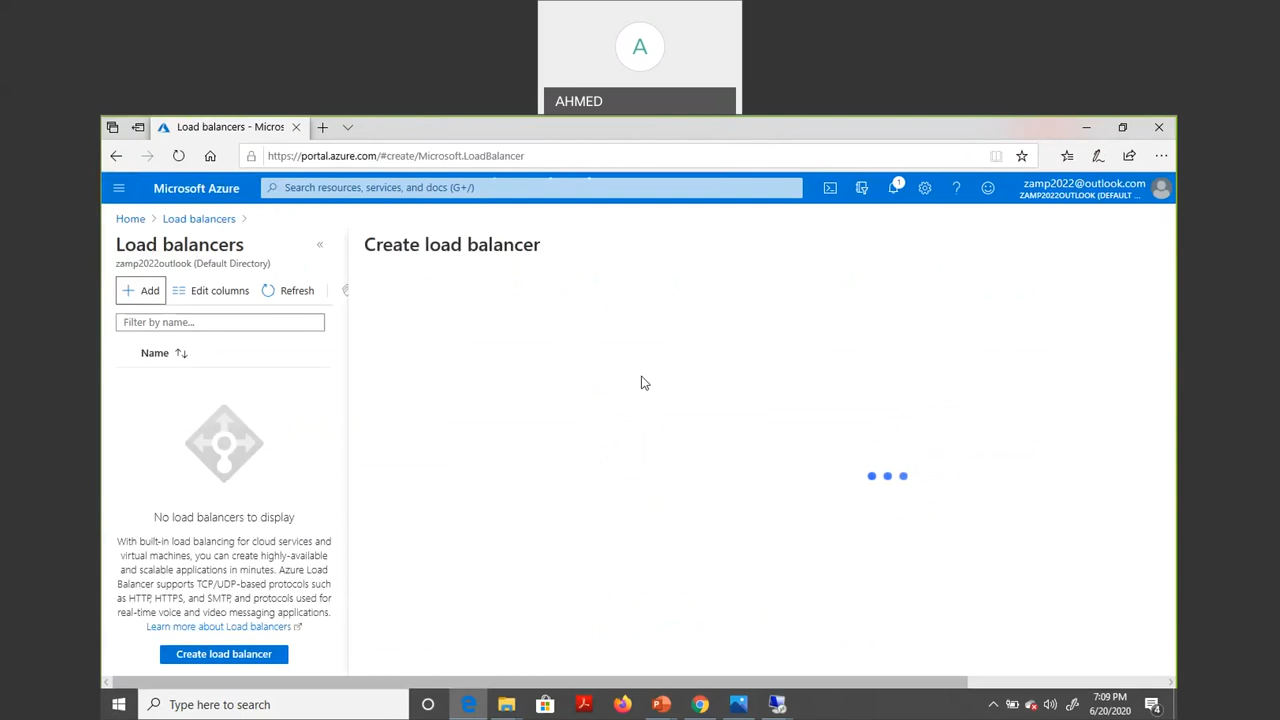 A
AHMED
Load balancers - Micros
https://portal.azure.com/#create/Microsoft.LoadBalancer
Microsoft Azure
Search resources, services, and docs (G+/)
1
zamp2022@outlook.com
ZAMP2022OUTLOOK (DEFAULT ...
Home > Load balancers >
Load balancers
zamp2022outlook (Default Directory)
Add
Edit columns
Refresh
Filter by name...
Name
No load balancers to display
With built-in load balancing for cloud services and
virtual machines, you can create highly-available
and scalable applications in minutes. Azure Load
Balancer supports TCP/UDP-based protocols such
as HTTP, HTTPS, and SMTP, and protocols used for
real-time voice and video messaging applications.
Learn more about Load balancers
Create load balancer
Create load balancer
Type here to search
7:09 PM
6/20/2020
4